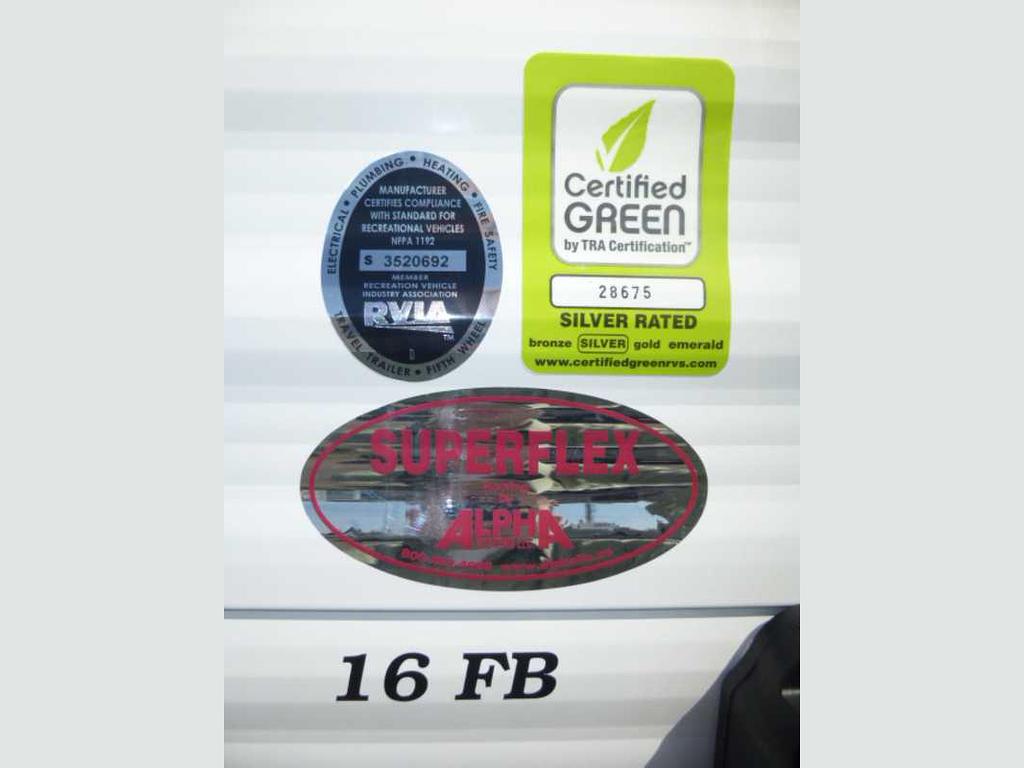 ELECTRICAL • PLUMBING • HEATING • FIRE SAFETY
MANUFACTURER
CERTIFIES COMPLIANCE
WITH STANDARD FOR
RECREATIONAL VEHICLES
NFPA 1192
S 3520692
MEMBER
RECREATION VEHICLE
INDUSTRY ASSOCIATION
RVIA
TM
TRAVEL TRAILER • FIFTH WHEEL
Certified
GREEN
by TRA Certification™
28675
SILVER RATED
bronze SILVER gold emerald
www.certifiedgreenrvs.com
SUPERFLEX
ALPHA
16 FB